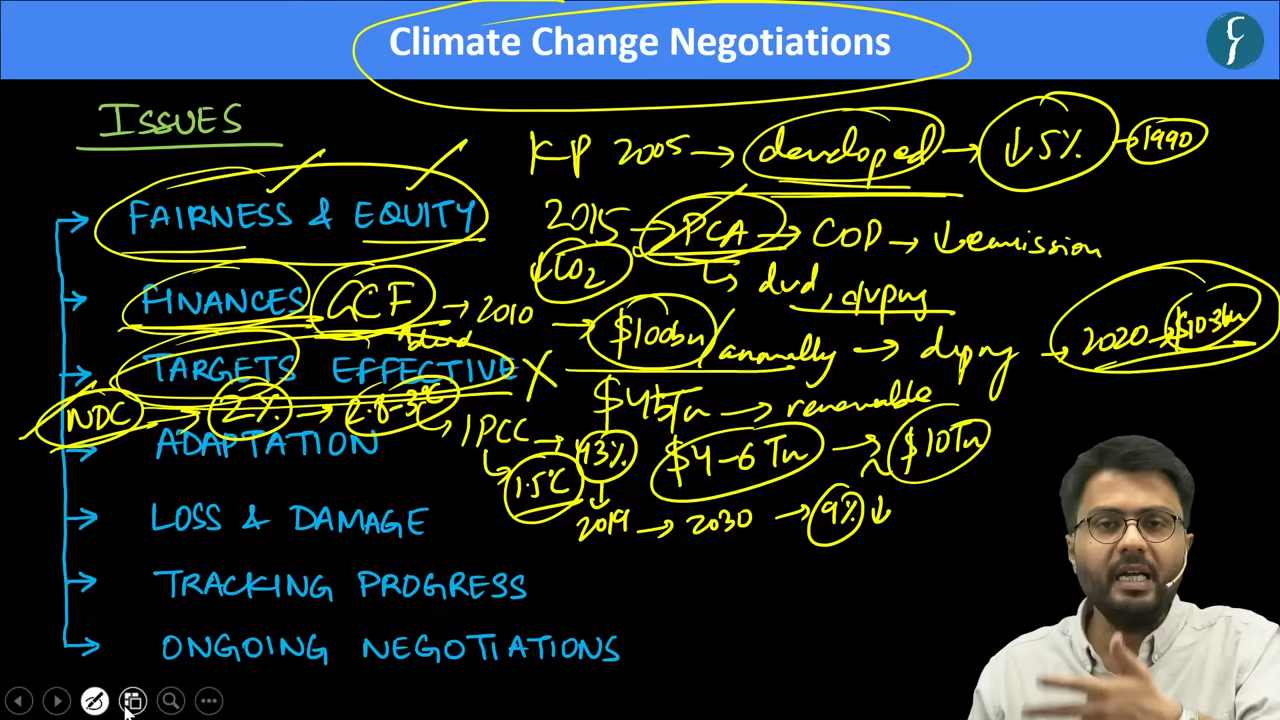 Climate Change Negotiations
ISSUES
KP 2005 → developed → ↓5% → 1990
FAIRNESS & EQUITY
2015 → PCA → COP → ↓emission
↓CO2
dvd, dvpng
FINANCES GCF → 2010 → $100bn/annually → dvpng → 2020 →
TARGETS EFFECTIVE X
→ renewable
NDC → 2% → 2.8-3°C
IPCC → 43% $4-6 Tn → $10Tn
ADAPTATION
1.5°C
2019 → 2030 → 9% ↓
LOSS & DAMAGE
TRACKING PROGRESS
ONGOING NEGOTIATIONS